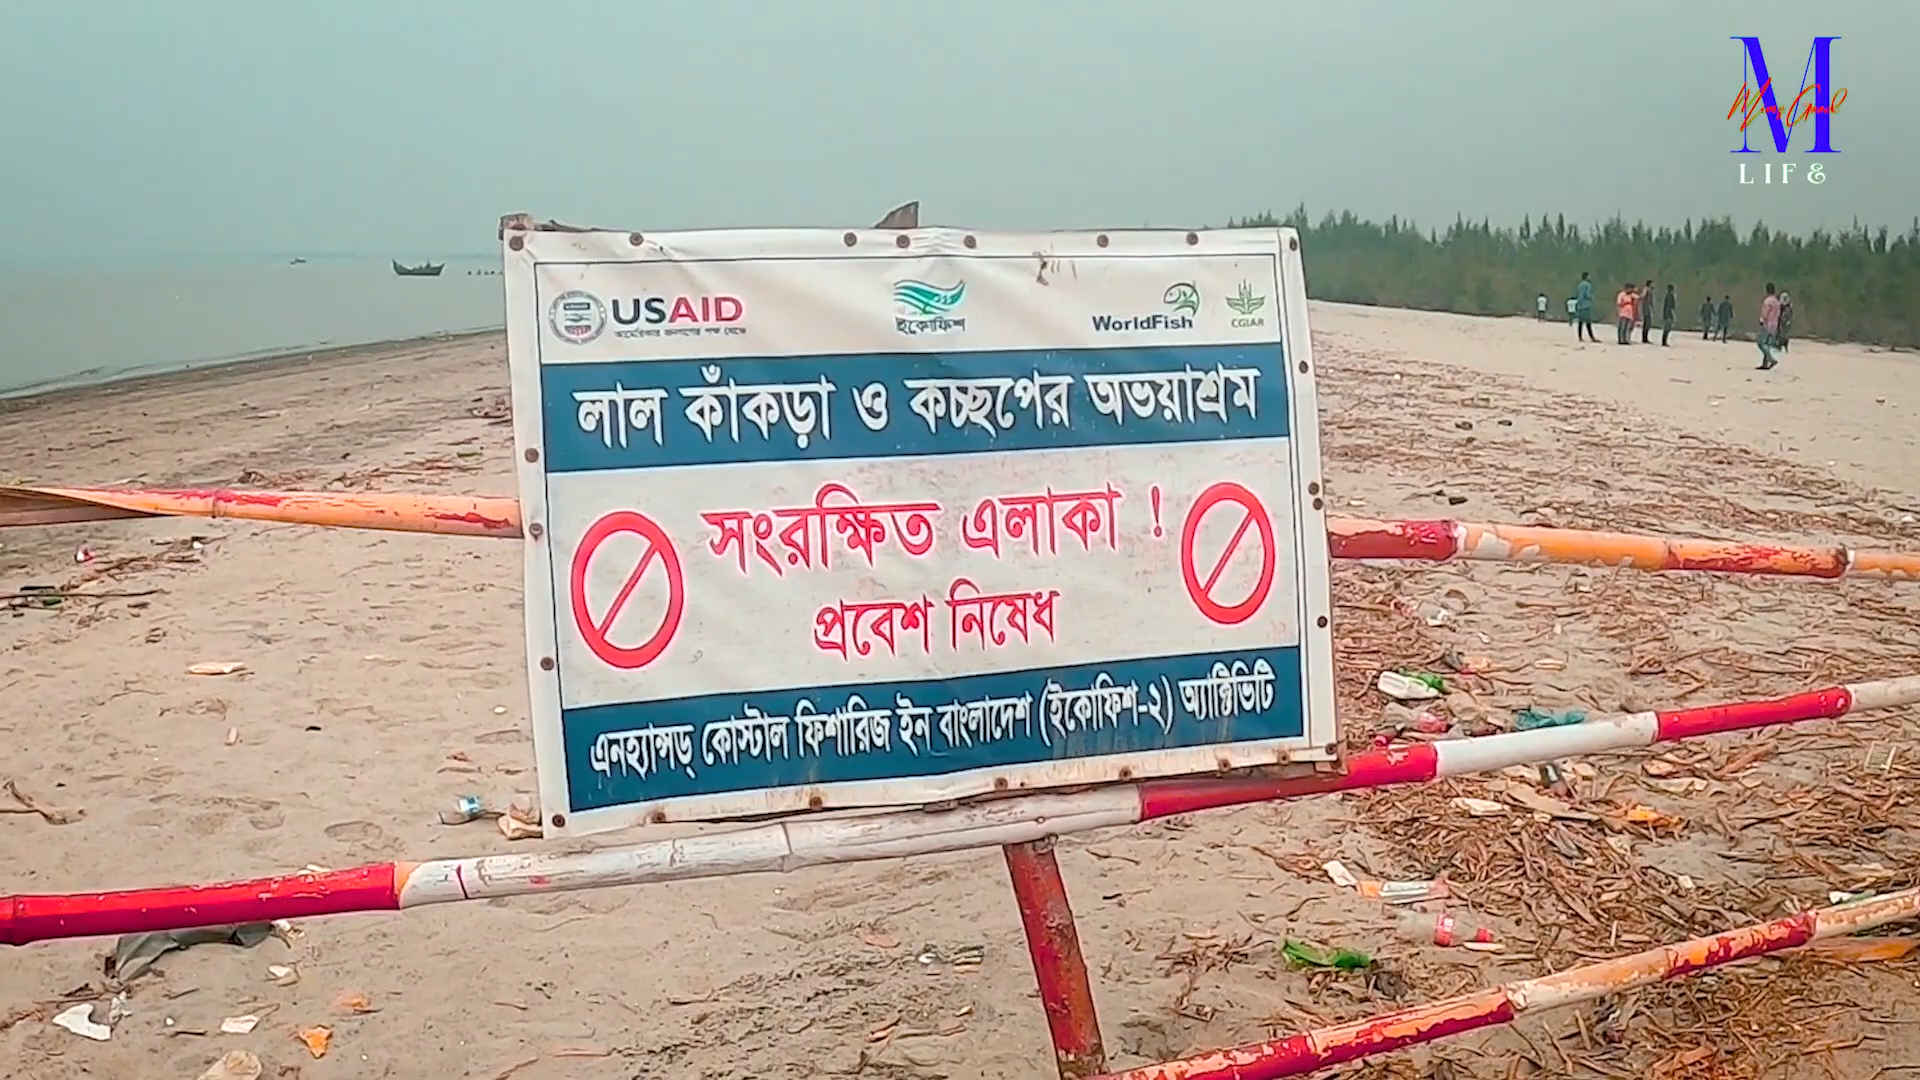 USAID
আমেরিকার জনগণের পক্ষ থেকে
ইকোফিশ
WorldFish
CGIAR
লাল কাঁকড়া ও কচ্ছপের অভয়াশ্রম
সংরক্ষিত এলাকা !
প্রবেশ নিষেধ
এনহ্যান্সড্ কোস্টাল ফিশারিজ ইন বাংলাদেশ (ইকোফিশ-২) অ্যাক্টিভিটি
M
LIFE